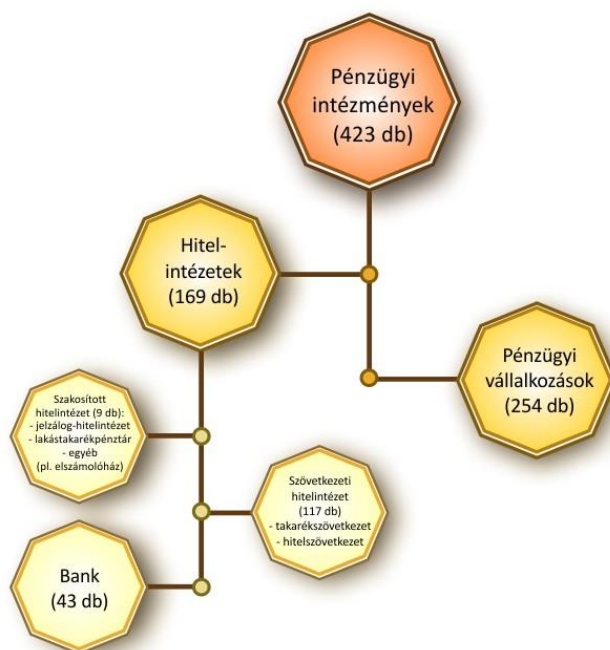 Pénzügyi
intézmények
(423 db)
Hitel-
intézetek
(169 db)
Pénzügyi
vállalkozások
(254 db)
Szakosított
hitelintézet (9 db):
- jelzálog-hitelintézet
- lakástakarékpénztár
- egyéb
(pl. elszámolóház)
Szövetkezeti
hitelintézet
(117 db)
- takarékszövetkezet
- hitelszövetkezet
Bank
(43 db)